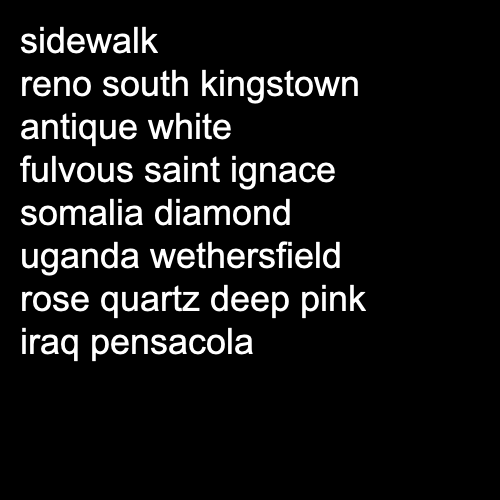 sidewalk
reno south kingstown
antique white
fulvous saint ignace
somalia diamond
uganda wethersfield
rose quartz deep pink
iraq pensacola